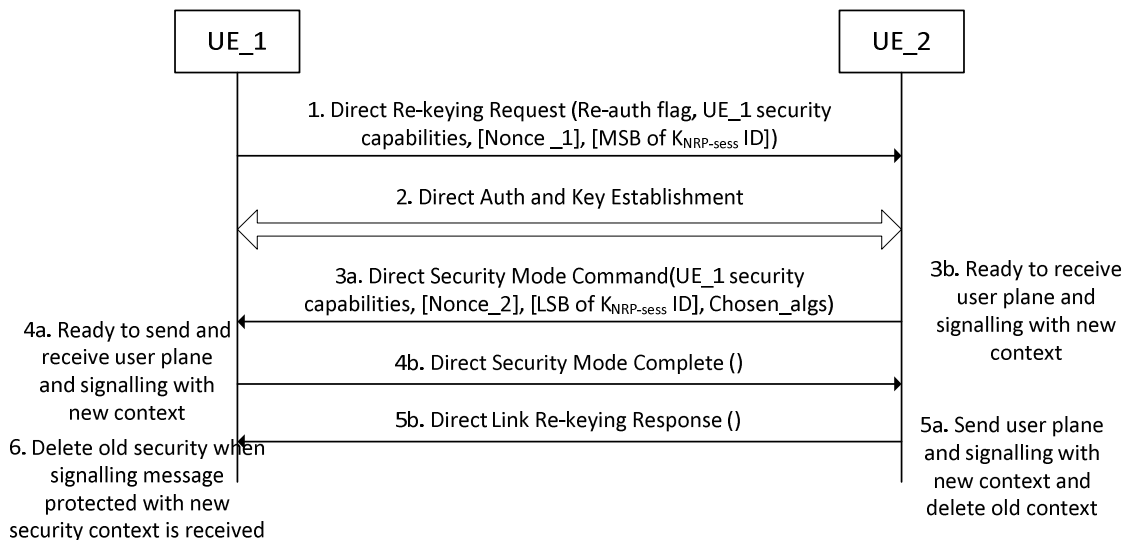 UE_1
UE_2
1. Direct Re-keying Request (Re-auth flag, UE_1 security
capabilities, [Nonce _1], [MSB of KNRP-sess ID])
2. Direct Auth and Key Establishment
3a. Direct Security Mode Command(UE_1 security
capabilities, [Nonce_2], [LSB of KNRP-sess ID], Chosen_algs)
3b. Ready to receive
user plane and
signalling with new
context
4a. Ready to send and
receive user plane
and signalling with
new context
4b. Direct Security Mode Complete ()
5b. Direct Link Re-keying Response ()
5a. Send user plane
and signalling with
new context and
delete old context
6. Delete old security when
signalling message
protected with new
security context is received